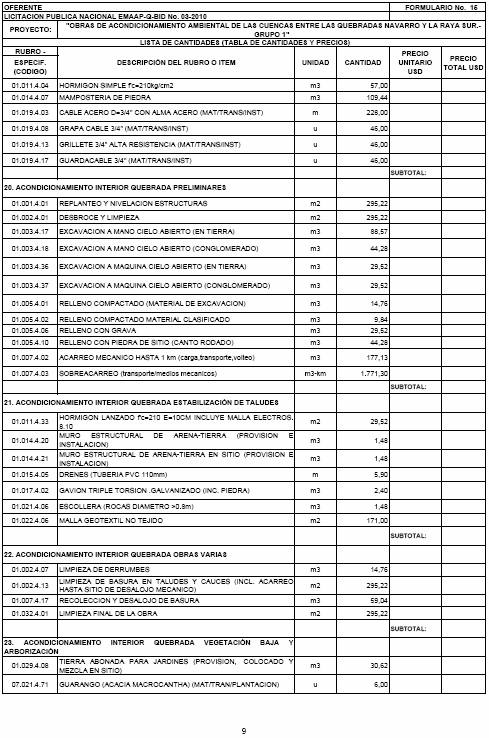 OFERENTE FORMULARIO No. 16
LICITACION PUBLICA NACIONAL EMAAP-Q-BID No. 03-2010
PROYECTO: "OBRAS DE ACONDICIONAMIENTO AMBIENTAL DE LAS CUENCAS ENTRE LAS QUEBRADAS NAVARRO Y LA RAYA SUR.-
GRUPO 1"
LISTA DE CANTIDADES (TABLA DE CANTIDADES Y PRECIOS)
RUBRO -
ESPECIF.
(CODIGO) DESCRIPCIÓN DEL RUBRO O ITEM UNIDAD CANTIDAD PRECIO
UNITARIO
USD PRECIO
TOTAL USD
01.011.4.04 HORMIGON SIMPLE f'c=210kg/cm2 m3 57,00
01.014.4.07 MAMPOSTERIA DE PIEDRA m3 109,44
01.019.4.03 CABLE ACERO D=3/4" CON ALMA ACERO (MAT/TRANS/INST) m 228,00
01.019.4.08 GRAPA CABLE 3/4" (MAT/TRANS/INST) u 46,00
01.019.4.13 GRILLETE 3/4" ALTA RESISTENCIA (MAT/TRANS/INST) u 46,00
01.019.4.17 GUARDACABLE 3/4" (MAT/TRANS/INST) u 46,00
SUBTOTAL:
20. ACONDICIONAMIENTO INTERIOR QUEBRADA PRELIMINARES
01.001.4.01 REPLANTEO Y NIVELACION ESTRUCTURAS m2 295,22
01.002.4.01 DESBROCE Y LIMPIEZA m2 295,22
01.003.4.17 EXCAVACION A MANO CIELO ABIERTO (EN TIERRA) m3 88,57
01.003.4.18 EXCAVACION A MANO CIELO ABIERTO (CONGLOMERADO) m3 44,28
01.003.4.36 EXCAVACION A MAQUINA CIELO ABIERTO (EN TIERRA) m3 29,52
01.003.4.37 EXCAVACION A MAQUINA CIELO ABIERTO (CONGLOMERADO) m3 29,52
01.005.4.01 RELLENO COMPACTADO (MATERIAL DE EXCAVACION) m3 14,76
01.005.4.02 RELLENO COMPACTADO MATERIAL CLASIFICADO m3 9,84
01.005.4.06 RELLENO CON GRAVA m3 29,52
01.005.4.10 RELLENO CON PIEDRA DE SITIO (CANTO RODADO) m3 44,28
01.007.4.02 ACARREO MECANICO HASTA 1 km (carga,transporte,volteo) m3 177,13
01.007.4.03 SOBREACARREO (transporte/medios mecanicos) m3-km 1.771,30
SUBTOTAL:
21. ACONDICIONAMIENTO INTERIOR QUEBRADA ESTABILIZACIÓN DE TALUDES
01.011.4.33 HORMIGON LANZADO f'c=210 E=10CM INCLUYE MALLA ELECTROS.
8.10 m2 29,52
01.014.4.20 MURO ESTRUCTURAL DE ARENA-TIERRA (PROVISION E
INSTALACION) m3 1,48
01.014.4.21 MURO ESTRUCTURAL DE ARENA-TIERRA EN SITIO (PROVISION E
INSTALACION) m3 1,48
01.015.4.05 DRENES (TUBERIA PVC 110mm) m 5,90
01.017.4.02 GAVION TRIPLE TORSION .GALVANIZADO (INC. PIEDRA) m3 2,40
01.021.4.06 ESCOLLERA (ROCAS DIAMETRO >0.8m) m3 1,48
01.022.4.06 MALLA GEOTEXTIL NO TEJIDO m2 171,00
SUBTOTAL:
22. ACONDICIONAMIENTO INTERIOR QUEBRADA OBRAS VARIAS
01.002.4.07 LIMPIEZA DE DERRUMBES m3 14,76
01.002.4.13 LIMPIEZA DE BASURA EN TALUDES Y CAUCES (INCL. ACARREO
HASTA SITIO DE DESALOJO MECANICO) m2 295,22
01.007.4.17 RECOLECCION Y DESALOJO DE BASURA m3 59,04
01.032.4.01 LIMPIEZA FINAL DE LA OBRA m2 295,22
SUBTOTAL:
23. ACONDICIONAMIENTO INTERIOR QUEBRADA VEGETACIÓN BAJA Y
ARBORIZACIÓN
01.029.4.08 TIERRA ABONADA PARA JARDINES (PROVISION, COLOCADO Y
MEZCLA EN SITIO) m3 30,62
07.021.4.71 GUARANGO (ACACIA MACROCANTHA) (MAT/TRAN/PLANTACION) u 6,00
9